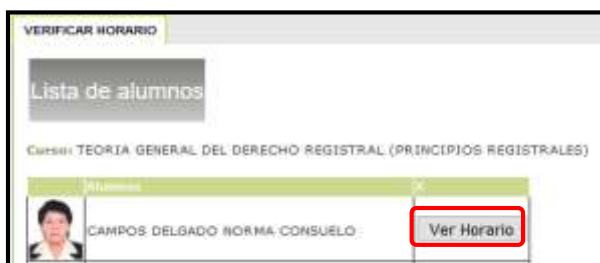 VERIFICAR HORARIO
Lista de alumnos
Curso: TEORIA GENERAL DEL DERECHO REGISTRAL (PRINCIPIOS REGISTRALES)
Alumnos X
CAMPOS DELGADO NORMA CONSUELO Ver Horario